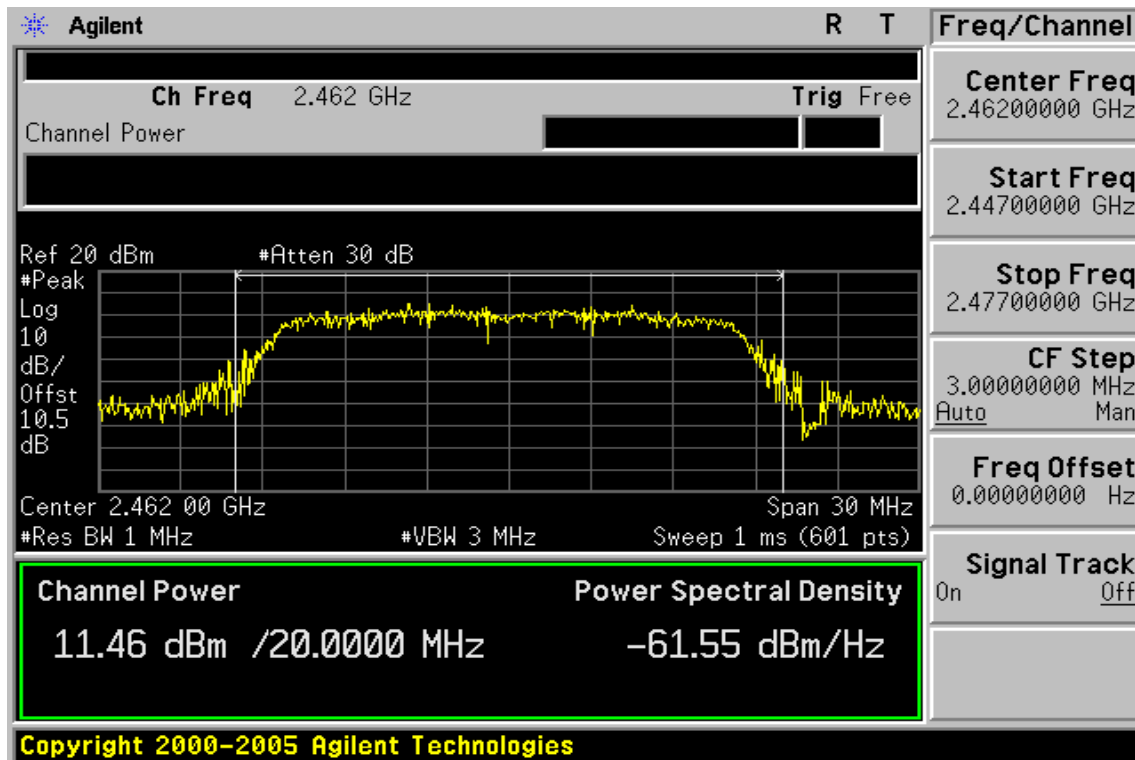 Agilent R T
Ch Freq 2.462 GHz Trig Free
Channel Power
Ref 20 dBm #Atten 30 dB
#Peak
Log
10
dB/
Offst
10.5
dB
Center 2.462 00 GHz Span 30 MHz
#Res BW 1 MHz #VBW 3 MHz Sweep 1 ms (601 pts)
Channel Power Power Spectral Density
11.46 dBm /20.0000 MHz -61.55 dBm/Hz
Copyright 2000-2005 Agilent Technologies
Freq/Channel
Center Freq
2.46200000 GHz
Start Freq
2.44700000 GHz
Stop Freq
2.47700000 GHz
CF Step
3.00000000 MHz
Auto Man
Freq Offset
0.00000000 Hz
Signal Track
On Off